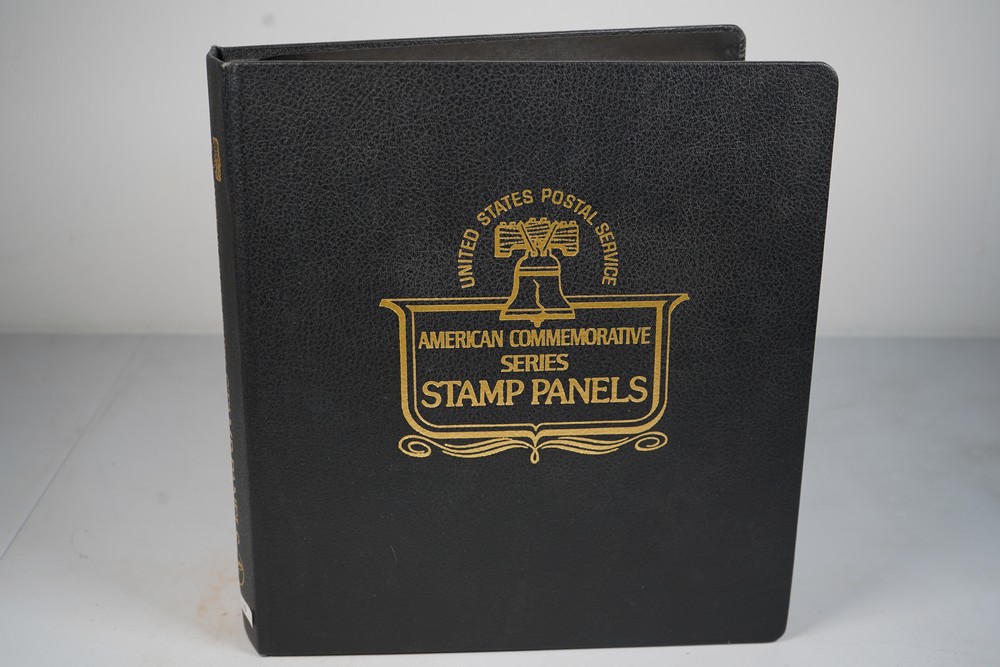 UNITED STATES POSTAL SERVICE
AMERICAN COMMEMORATIVE
SERIES
STAMP PANELS